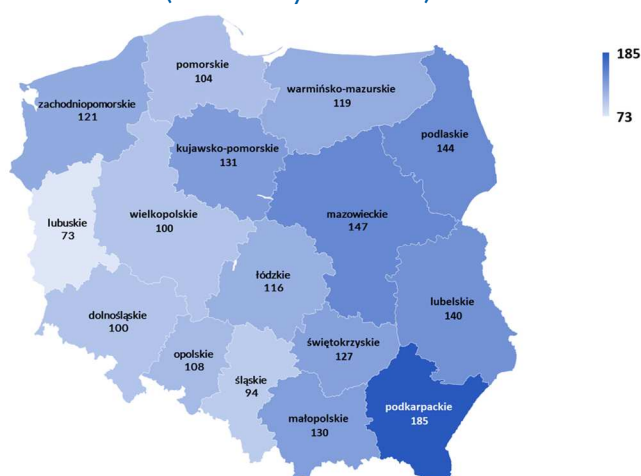 pomorskie
104
warmińsko-mazurskie
119
zachodniopomorskie
121
podlaskie
144
kujawsko-pomorskie
131
lubuskie
73
wielkopolskie
100
mazowieckie
147
łódzkie
116
lubelskie
140
dolnośląskie
100
opolskie
108
śląskie
94
świętokrzyskie
127
małopolskie
130
podkarpackie
185
185
73